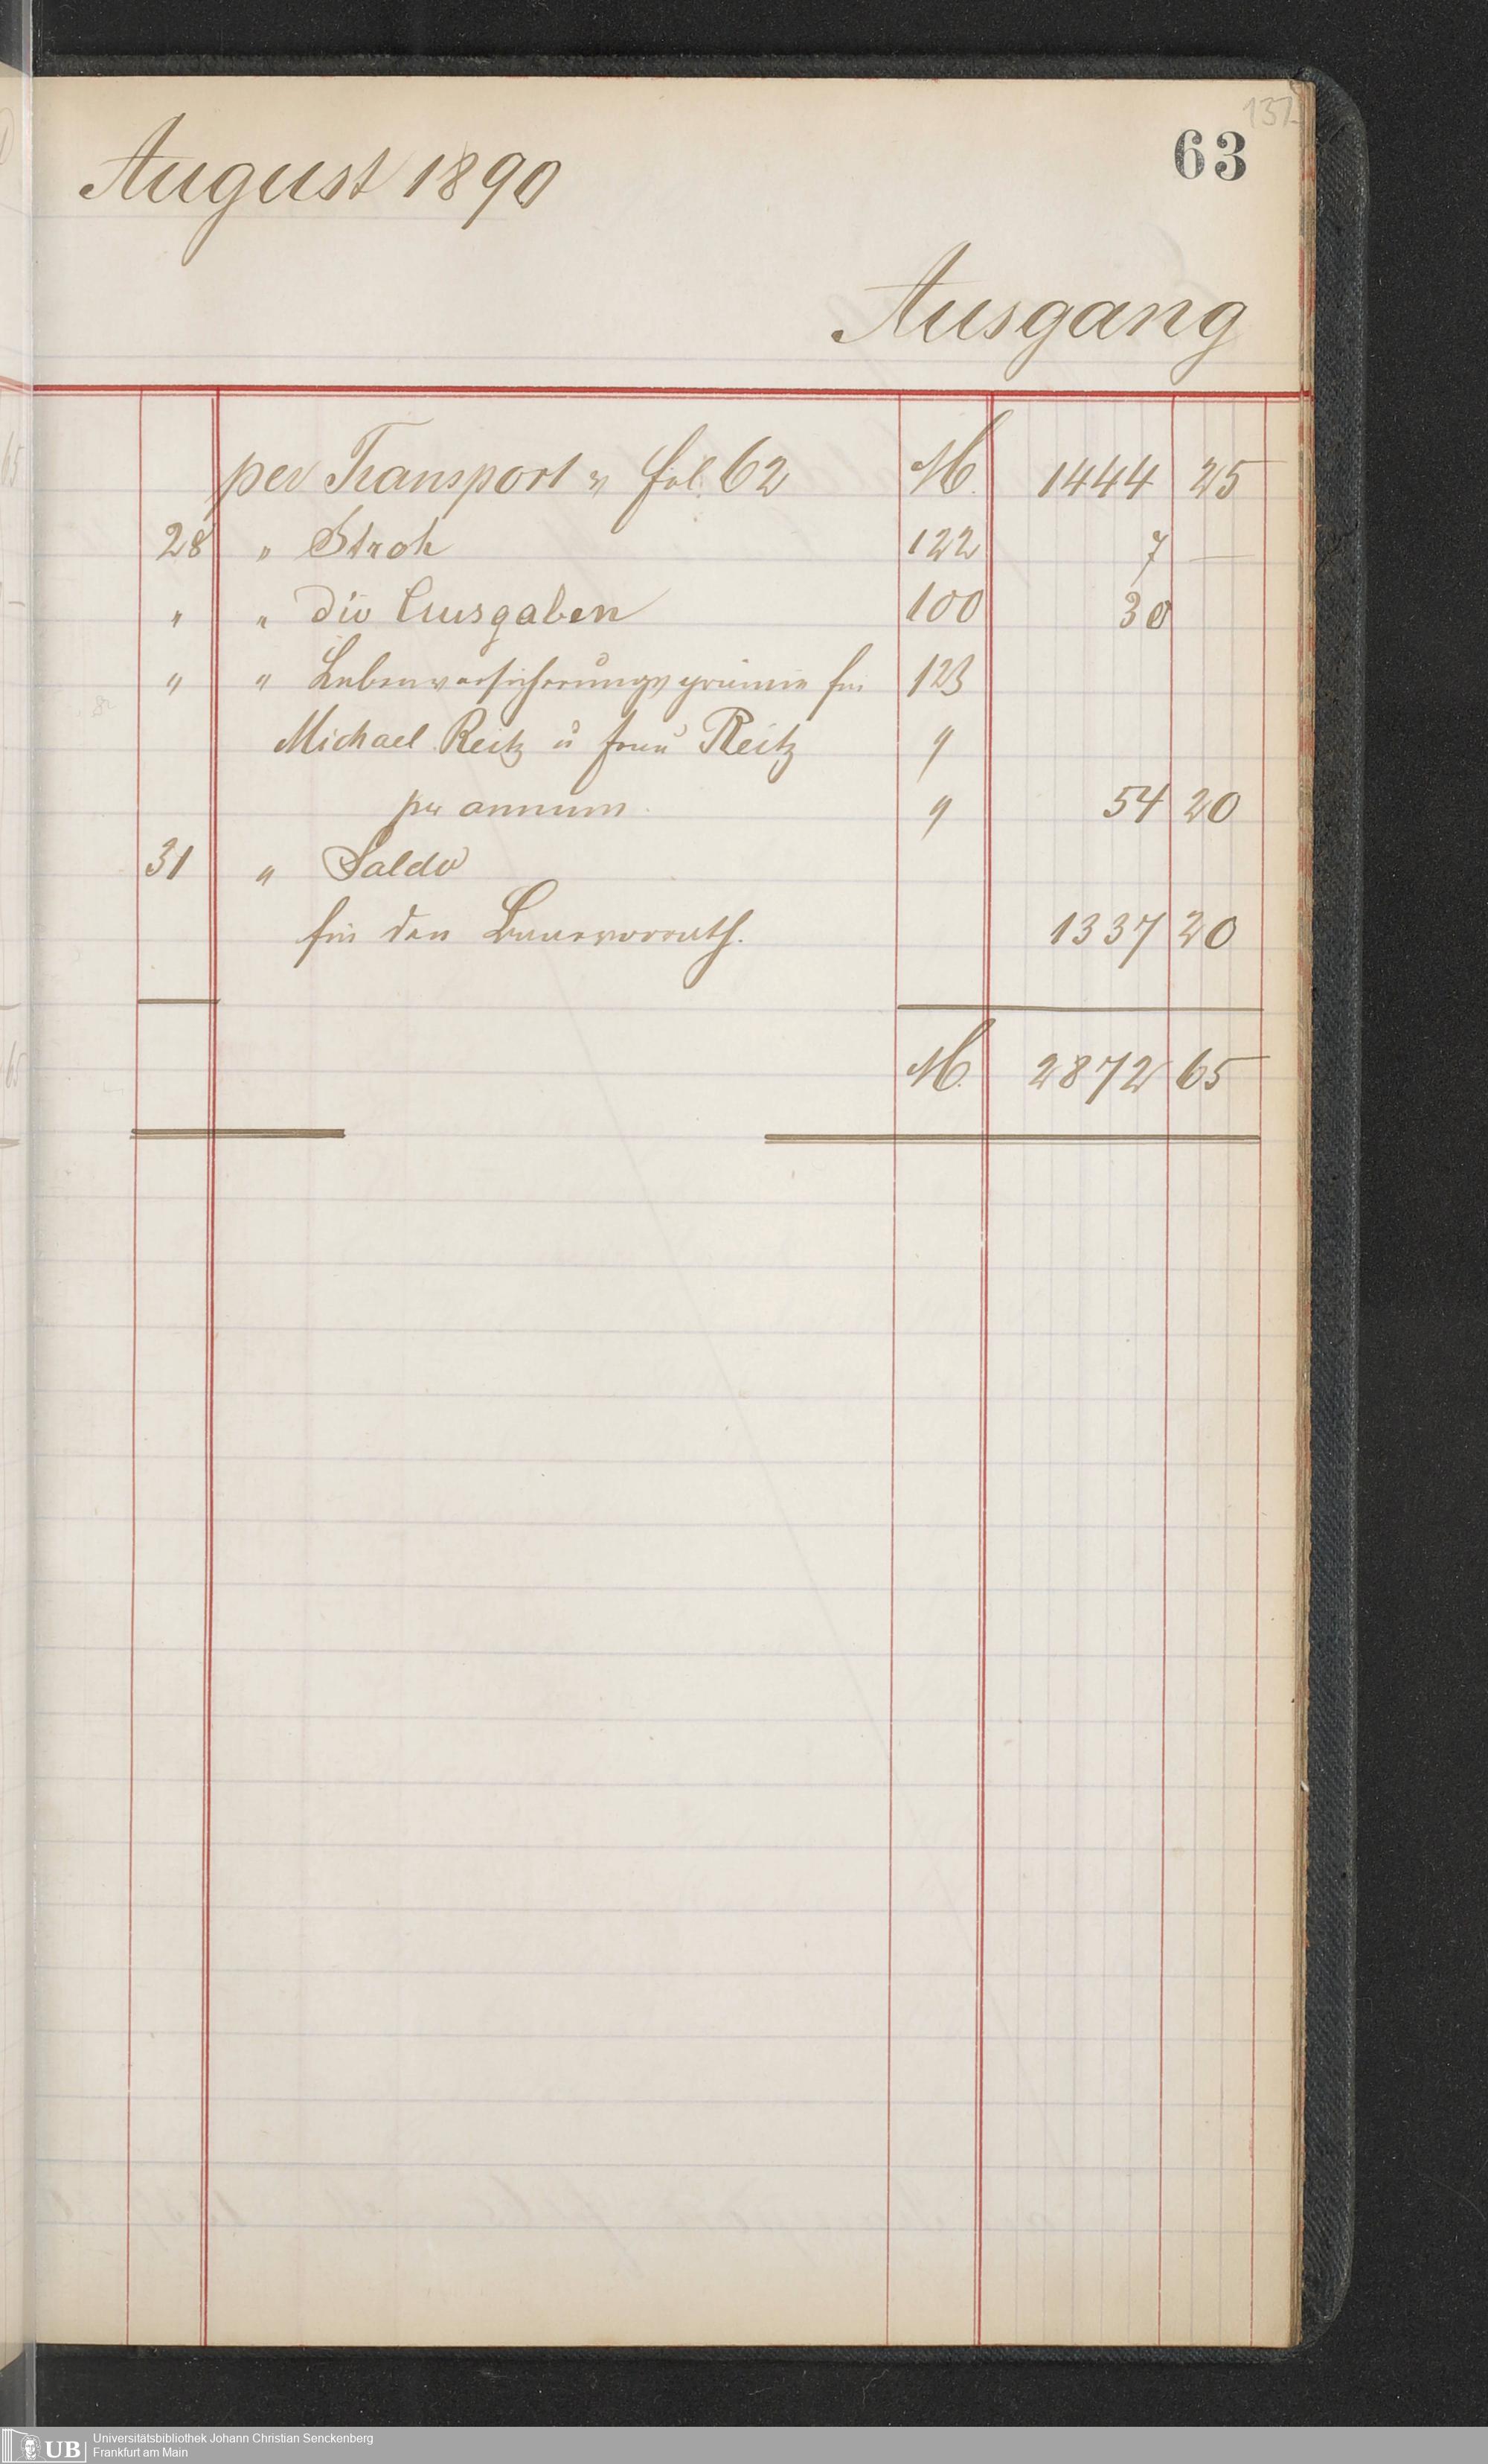 137
63
August 1890
Ausgang
per Transport v fol. 62 M. 1444 25
28 " Stroh 122 7 —
" " div Ausgaben 100 30
" " Lebensversicherungsprämie für 123
Michael Reitz u Frau Reitz "
per annum " 54 20
31 " Saldo
für den Baarvorrath. 1337 20
M. 2872 65
UB
Universitätsbibliothek Johann Christian Senckenberg
Frankfurt am Main